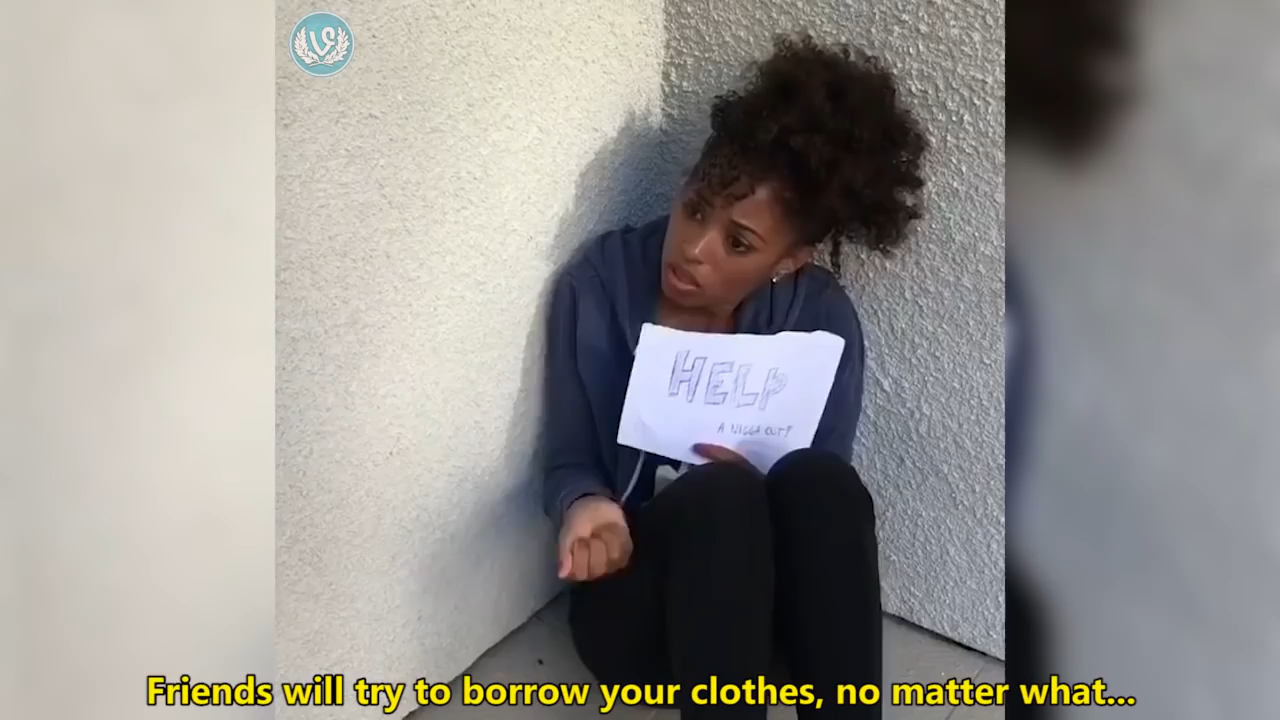 HELP
A NIGGA OUT?
Friends will try to borrow your clothes, no matter what...